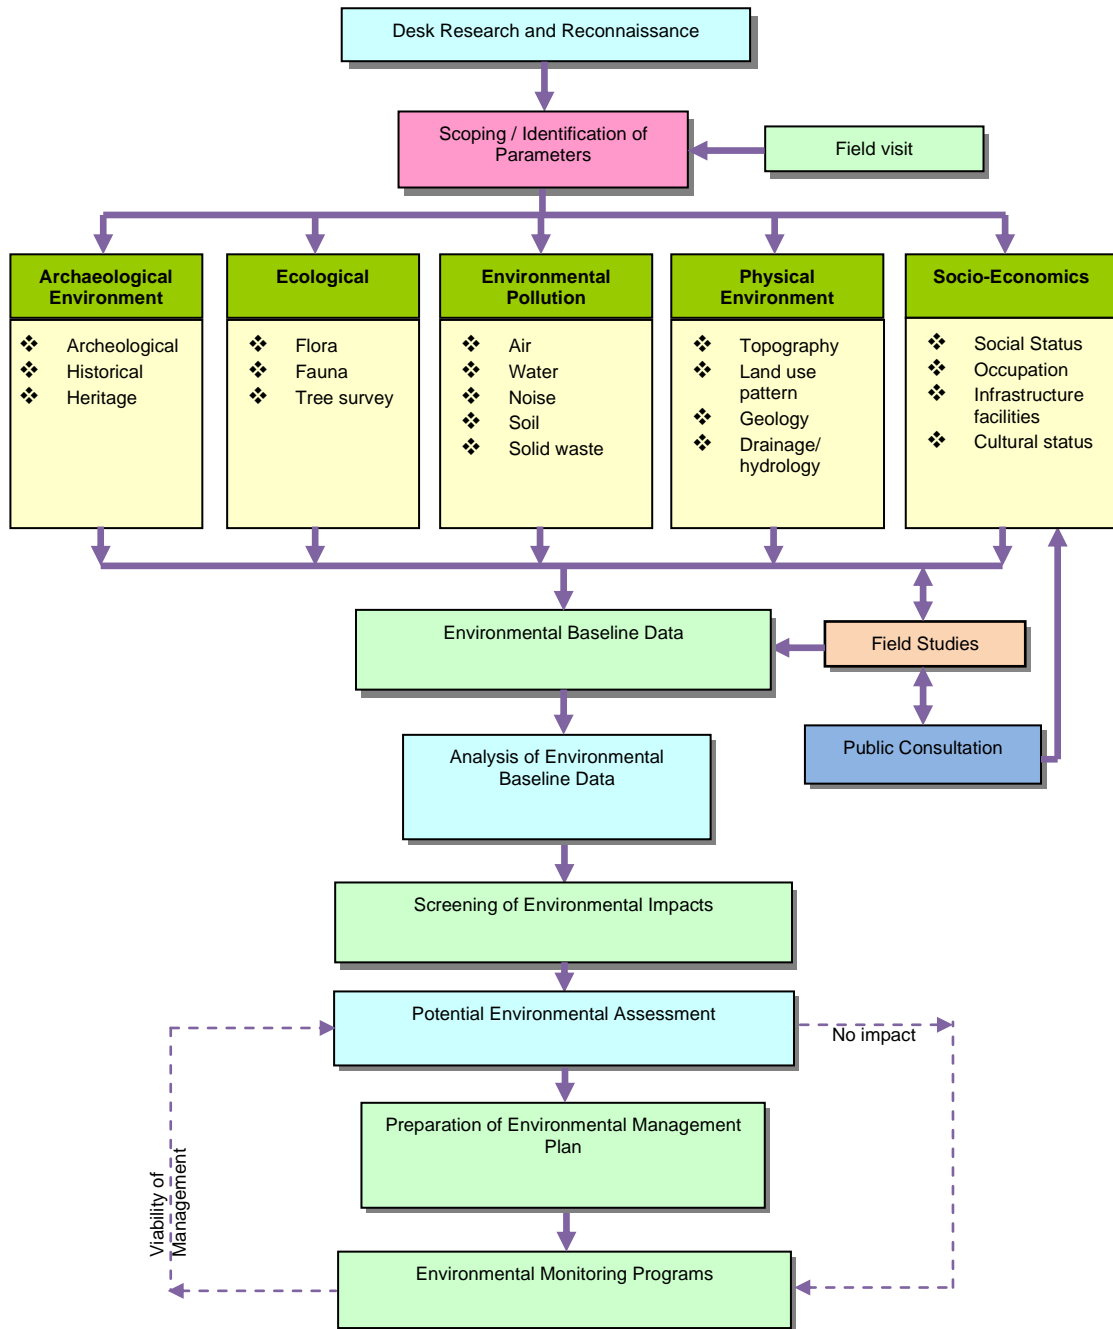 Desk Research and Reconnaissance
Scoping / Identification of
Parameters
Field visit
Archaeological
Environment
Archeological
Historical
Heritage
Ecological
Flora
Fauna
Tree survey
Environmental
Pollution
Air
Water
Noise
Soil
Solid waste
Physical
Environment
Topography
Land use
pattern
Geology
Drainage/
hydrology
Socio-Economics
Social Status
Occupation
Infrastructure
facilities
Cultural status
Environmental Baseline Data
Field Studies
Public Consultation
Analysis of Environmental
Baseline Data
Screening of Environmental Impacts
Potential Environmental Assessment
No impact
Preparation of Environmental Management
Plan
Viability of
Management
Environmental Monitoring Programs